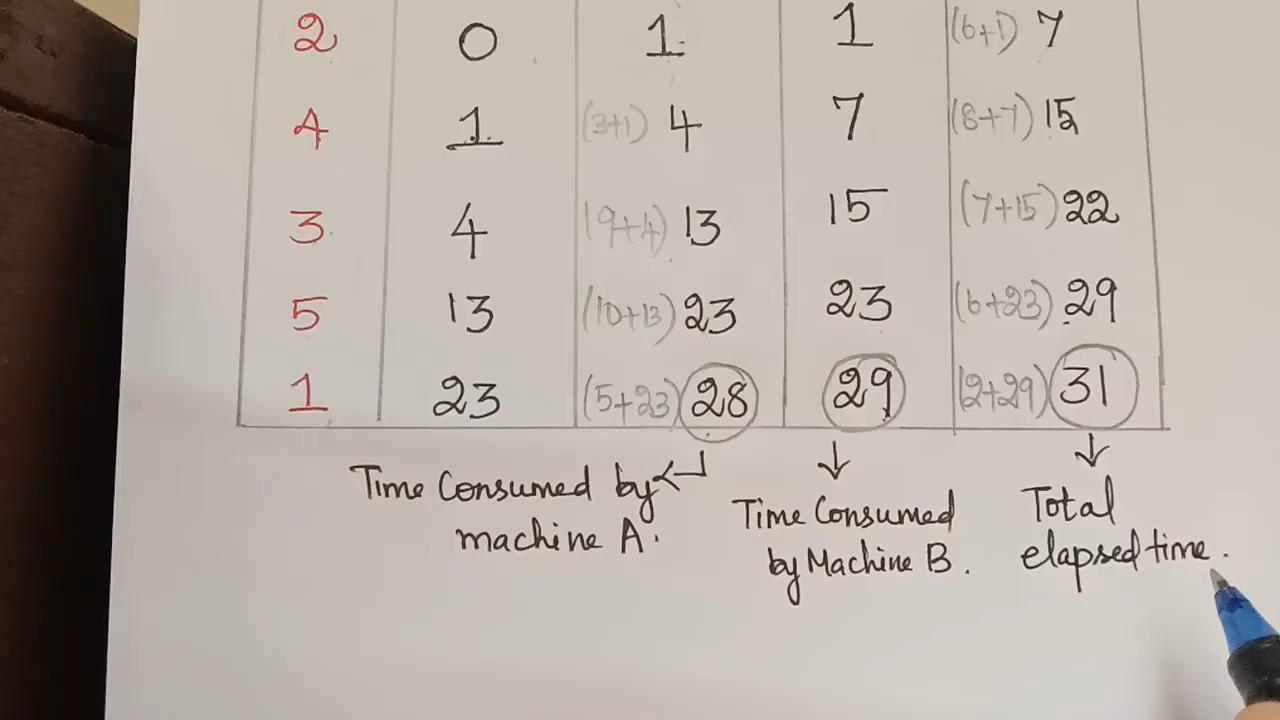 2 0 1 1 (6+1) 7
4 1 (3+1) 4 7 (8+7) 15
3 4 (9+4) 13 15 (7+15) 22
5 13 (10+13) 23 23 (6+23) 29
1 23 (5+23) 28 29 (2+29) 31
Time Consumed by
machine A.
Time Consumed
by Machine B.
Total
elapsed time.